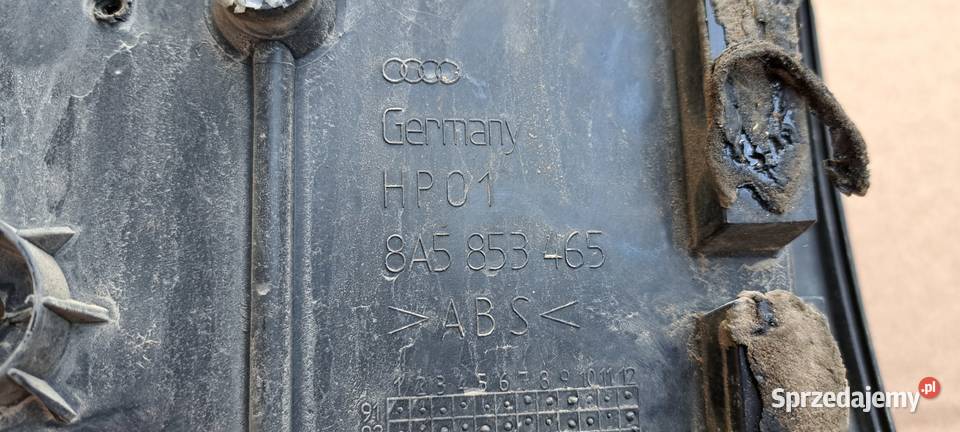 Germany
HP01
8A5 853 465
>ABS<
1 2 3 4 5 6 7 8 9 10 11 12
91
Sprzedajemy.pl